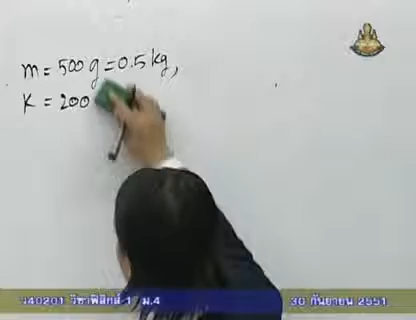 m = 500 g = 0.5 kg,
K = 200
ว40201 วิชาฟิสิกส์ 1 ม.4
30 กันยายน 2551